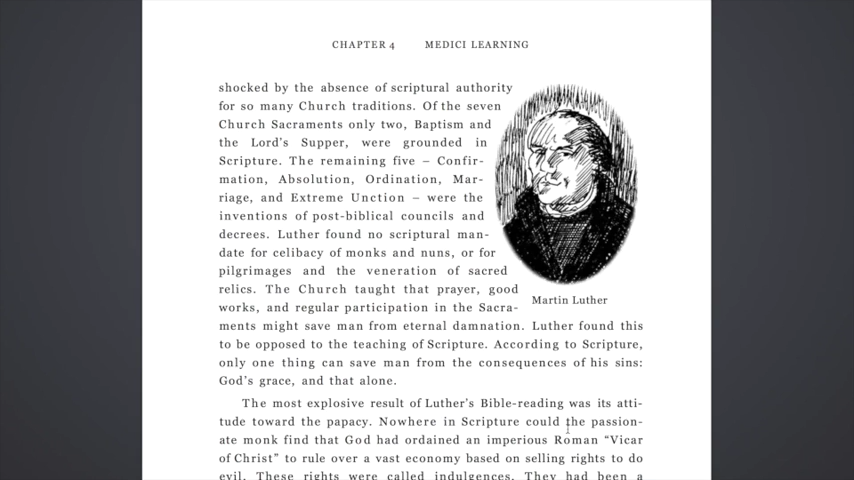 CHAPTER 4 MEDICI LEARNING
shocked by the absence of scriptural authority
for so many Church traditions. Of the seven
Church Sacraments only two, Baptism and
the Lord's Supper, were grounded in
Scripture. The remaining five – Confir-
mation, Absolution, Ordination, Mar-
riage, and Extreme Unction – were the
inventions of post-biblical councils and
decrees. Luther found no scriptural man-
date for celibacy of monks and nuns, or for
pilgrimages and the veneration of sacred
relics. The Church taught that prayer, good
works, and regular participation in the Sacra-
Martin Luther
ments might save man from eternal damnation. Luther found this
to be opposed to the teaching of Scripture. According to Scripture,
only one thing can save man from the consequences of his sins:
God's grace, and that alone.
The most explosive result of Luther's Bible-reading was its atti-
tude toward the papacy. Nowhere in Scripture could the passion-
ate monk find that God had ordained an imperious Roman “Vicar
of Christ” to rule over a vast economy based on selling rights to do
evil. These rights were called indulgences. They had been a